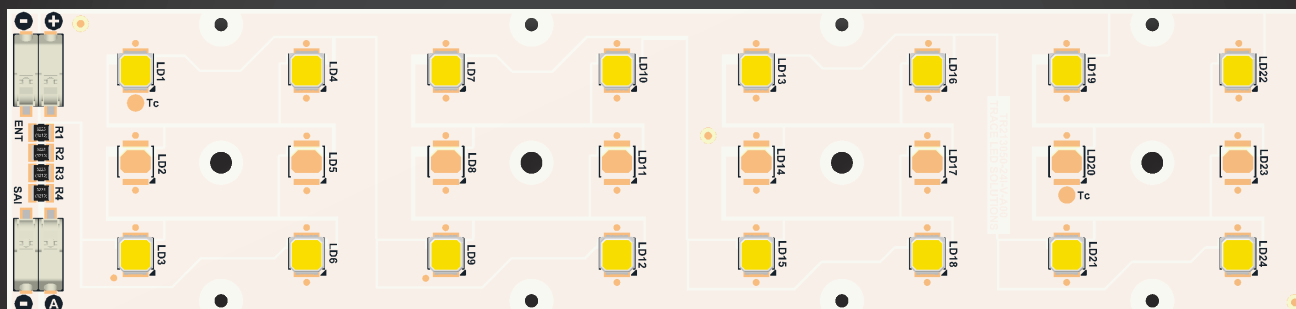 - +
LD1 LD4 LD7 LD10 LD13 LD16 LD19 LD22
Tc
ENT R1
R2
R3
SAI R4
LD2 LD5 LD8 LD11 LD14 LD17 LD20 LD23
Tc
LD3 LD6 LD9 LD12 LD15 LD18 LD21 LD24
- A